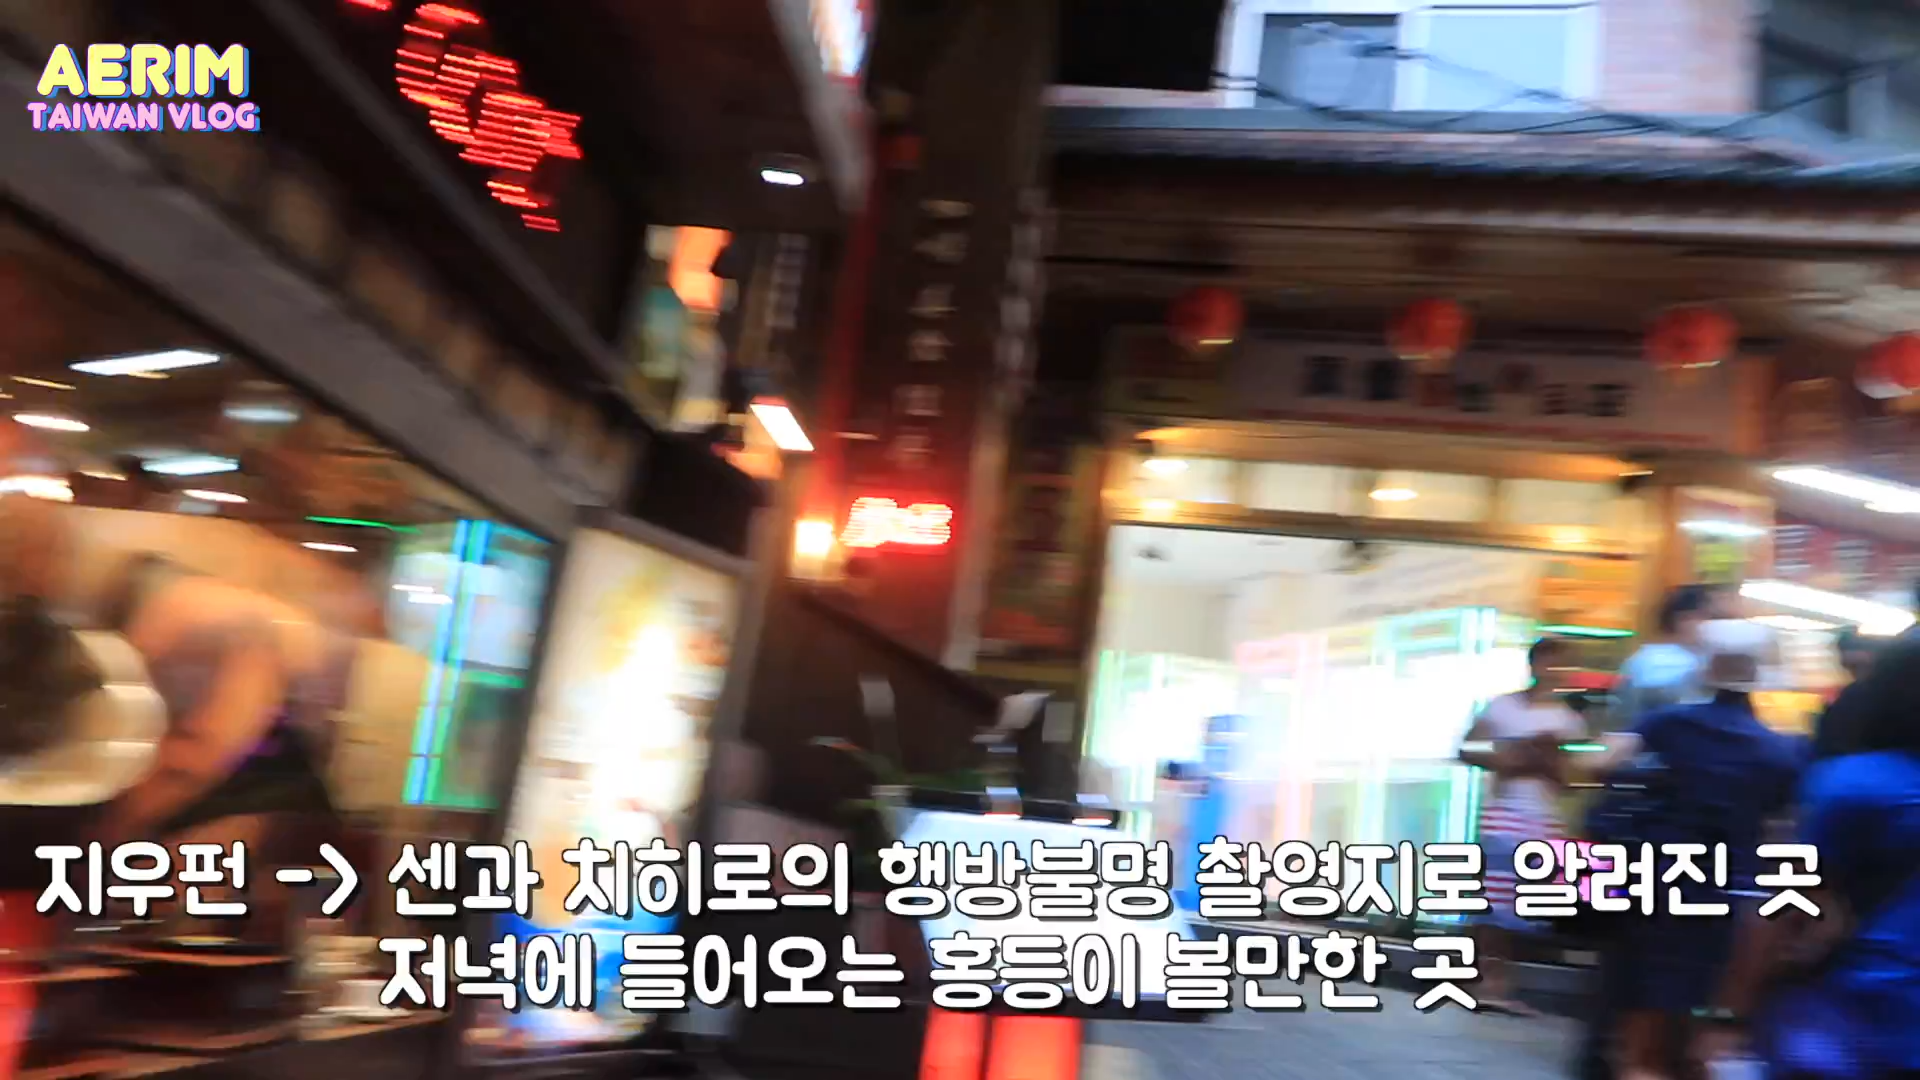 AERIM
TAIWAN VLOG
지우펀 -> 센과 치히로의 행방불명 촬영지로 알려진 곳
저녁에 들어오는 홍등이 볼만한 곳